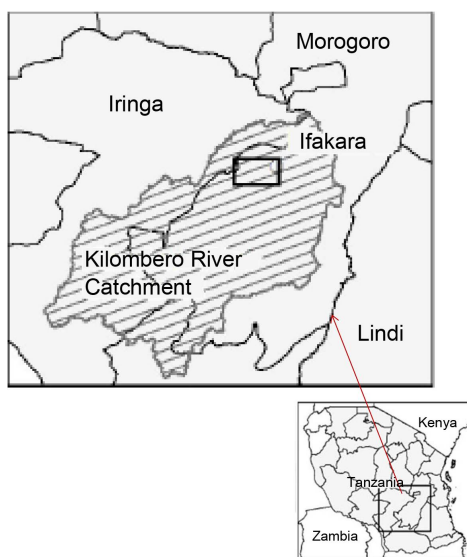 Morogoro
Iringa
Ifakara
Kilombero River
Catchment
Lindi
Kenya
Tanzania
Zambia